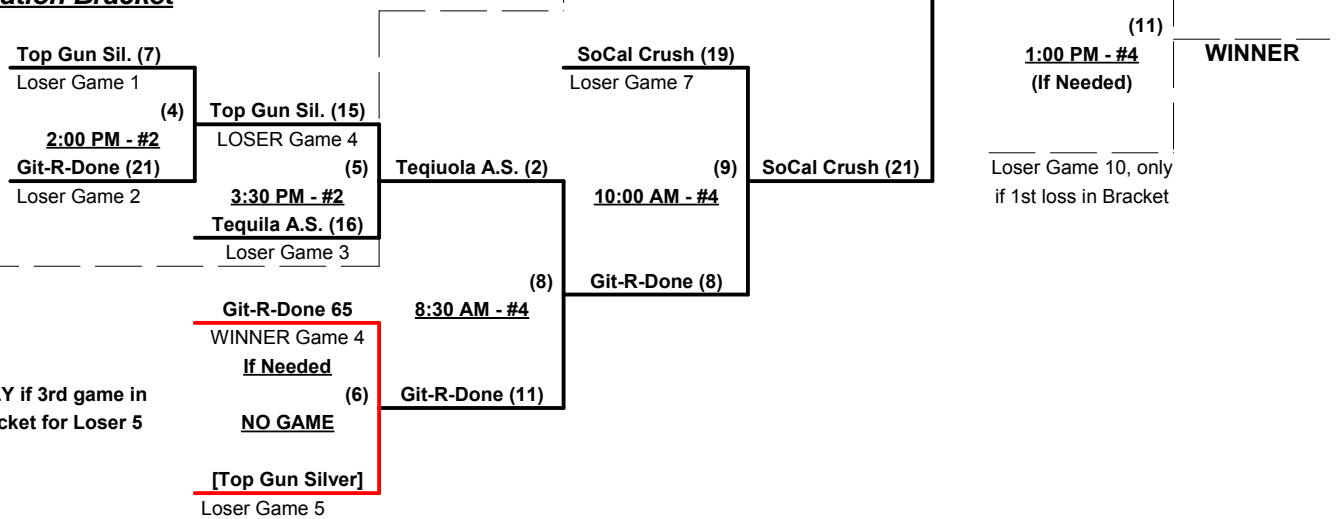 Bracket
(11)
Top Gun Sil. (7)
SoCal Crush (19)
1:00 PM - #4
WINNER
Loser Game 1
Loser Game 7
(If Needed)
(4)
Top Gun Sil. (15)
2:00 PM - #2
LOSER Game 4
Git-R-Done (21)
(5)
Teqiuola A.S. (2)
(9)
SoCal Crush (21)
Loser Game 10, only
Loser Game 2
3:30 PM - #2
10:00 AM - #4
if 1st loss in Bracket
Tequila A.S. (16)
Loser Game 3
(8)
Git-R-Done (8)
Git-R-Done 65
8:30 AM - #4
WINNER Game 4
If Needed
Y if 3rd game in
(6)
Git-R-Done (11)
cket for Loser 5
NO GAME
[Top Gun Silver]
Loser Game 5